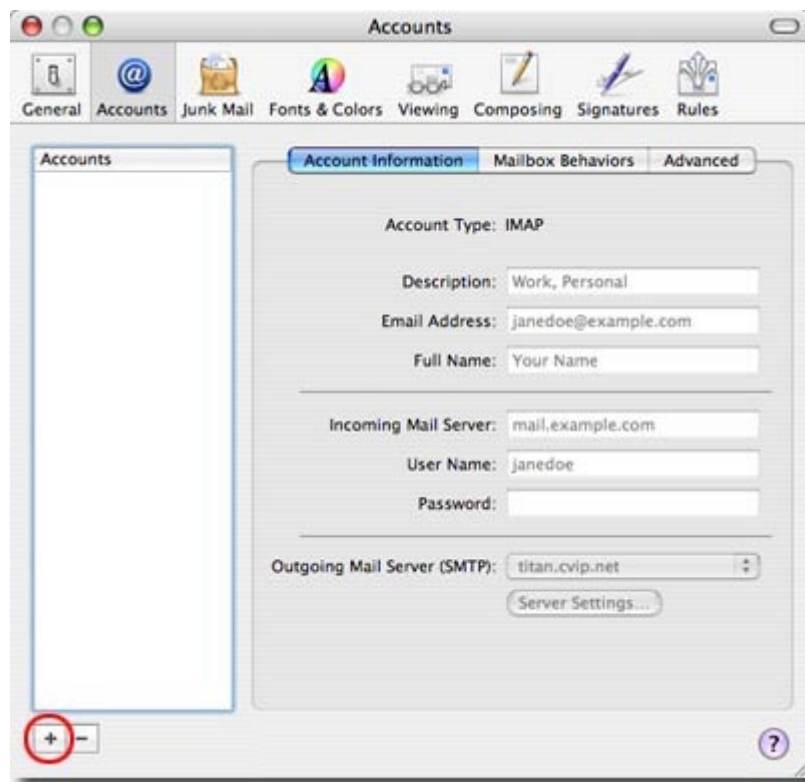 Accounts
General Accounts Junk Mail Fonts & Colors Viewing Composing Signatures Rules
Accounts
Account Information Mailbox Behaviors Advanced
Account Type: IMAP
Description: Work, Personal
Email Address: janedoe@example.com
Full Name: Your Name
Incoming Mail Server: mail.example.com
User Name: janedoe
Password:
Outgoing Mail Server (SMTP): titan.cvip.net
Server Settings...
+ −
?